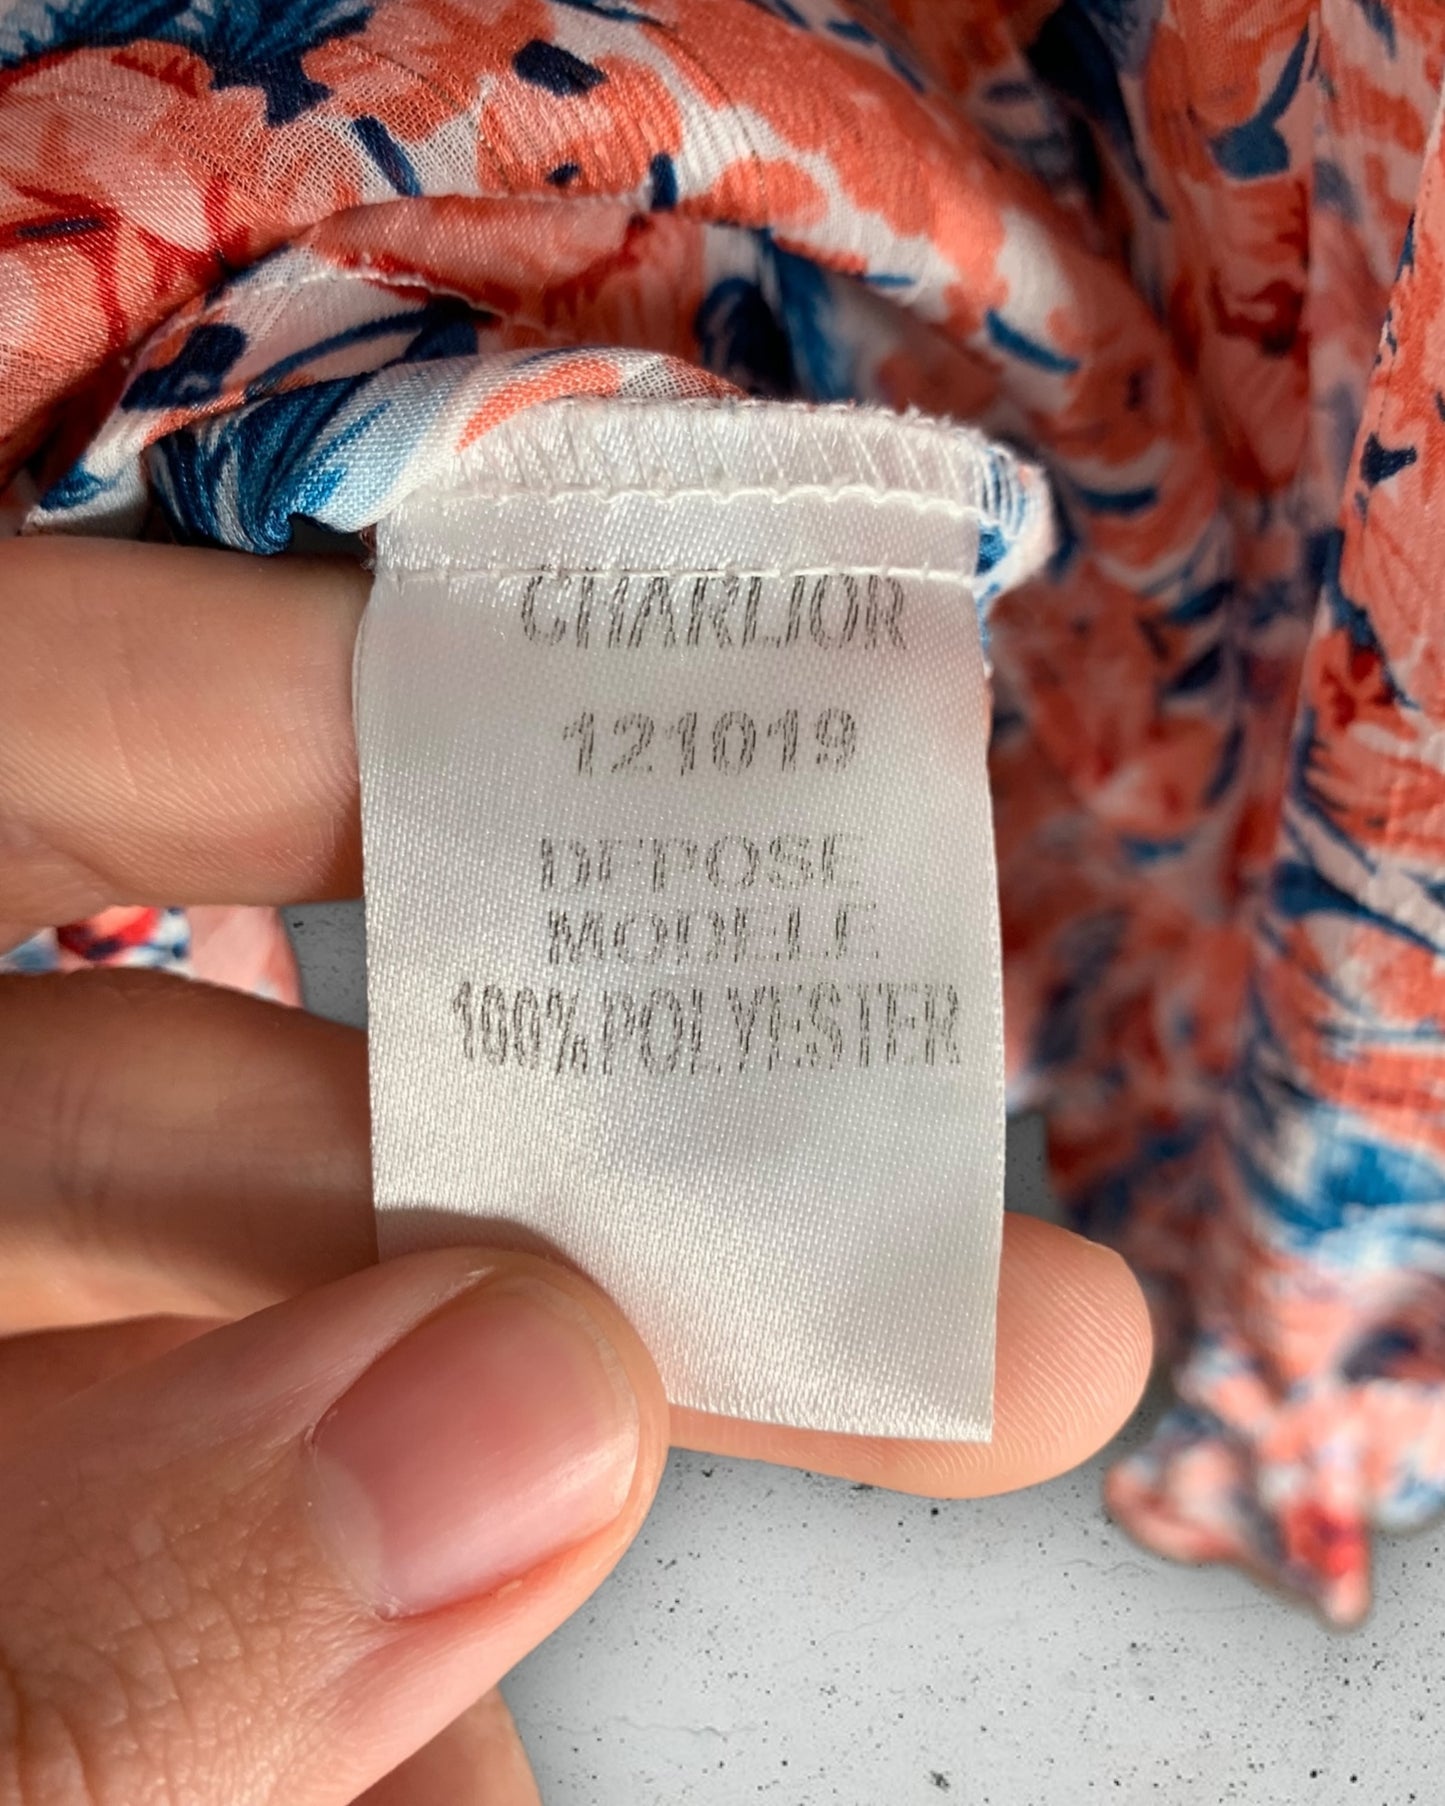 CHARLIOR
121019
DEPOSE
MODELE
100%POLYESTER